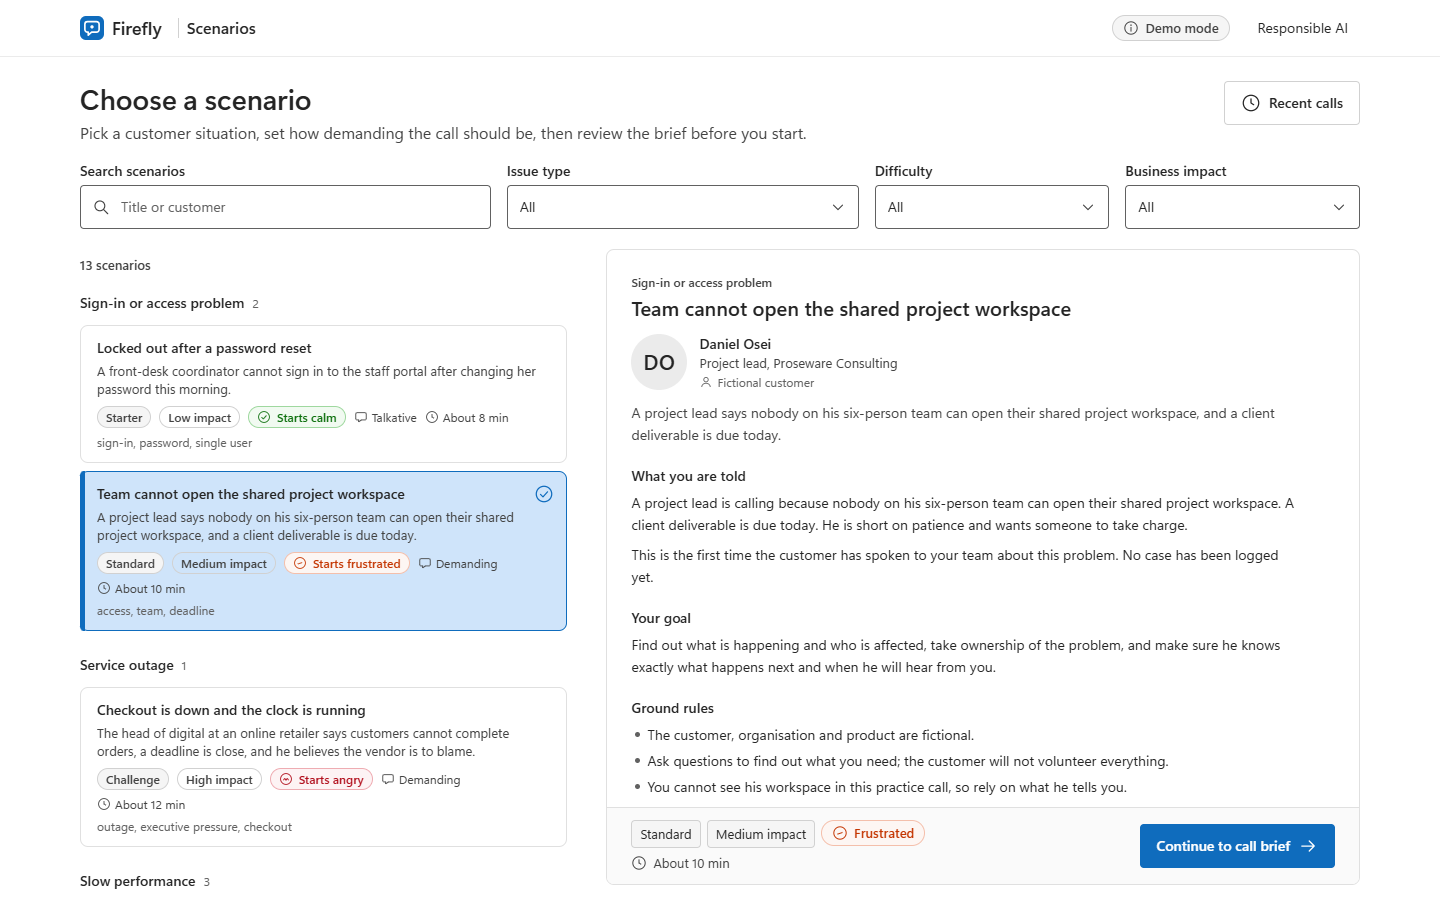 Firefly
Scenarios
Demo mode
Responsible AI
Choose a scenario
Pick a customer situation, set how demanding the call should be, then review the brief before you start.
Recent calls
Search scenarios
Title or customer
Issue type
All
Difficulty
All
Business impact
All
13 scenarios
Sign-in or access problem 2
Locked out after a password reset
A front-desk coordinator cannot sign in to the staff portal after changing her
password this morning.
Starter Low impact Starts calm Talkative About 8 min
sign-in, password, single user
Team cannot open the shared project workspace
A project lead says nobody on his six-person team can open their shared
project workspace, and a client deliverable is due today.
Standard Medium impact Starts frustrated Demanding
About 10 min
access, team, deadline
Service outage 1
Checkout is down and the clock is running
The head of digital at an online retailer says customers cannot complete
orders, a deadline is close, and he believes the vendor is to blame.
Challenge High impact Starts angry Demanding
About 12 min
outage, executive pressure, checkout
Slow performance 3
Sign-in or access problem
Team cannot open the shared project workspace
DO
Daniel Osei
Project lead, Proseware Consulting
Fictional customer
A project lead says nobody on his six-person team can open their shared project workspace, and a client
deliverable is due today.
What you are told
A project lead is calling because nobody on his six-person team can open their shared project workspace. A
client deliverable is due today. He is short on patience and wants someone to take charge.
This is the first time the customer has spoken to your team about this problem. No case has been logged
yet.
Your goal
Find out what is happening and who is affected, take ownership of the problem, and make sure he knows
exactly what happens next and when he will hear from you.
Ground rules
• The customer, organisation and product are fictional.
• Ask questions to find out what you need; the customer will not volunteer everything.
• You cannot see his workspace in this practice call, so rely on what he tells you.
Standard Medium impact Frustrated
About 10 min
Continue to call brief